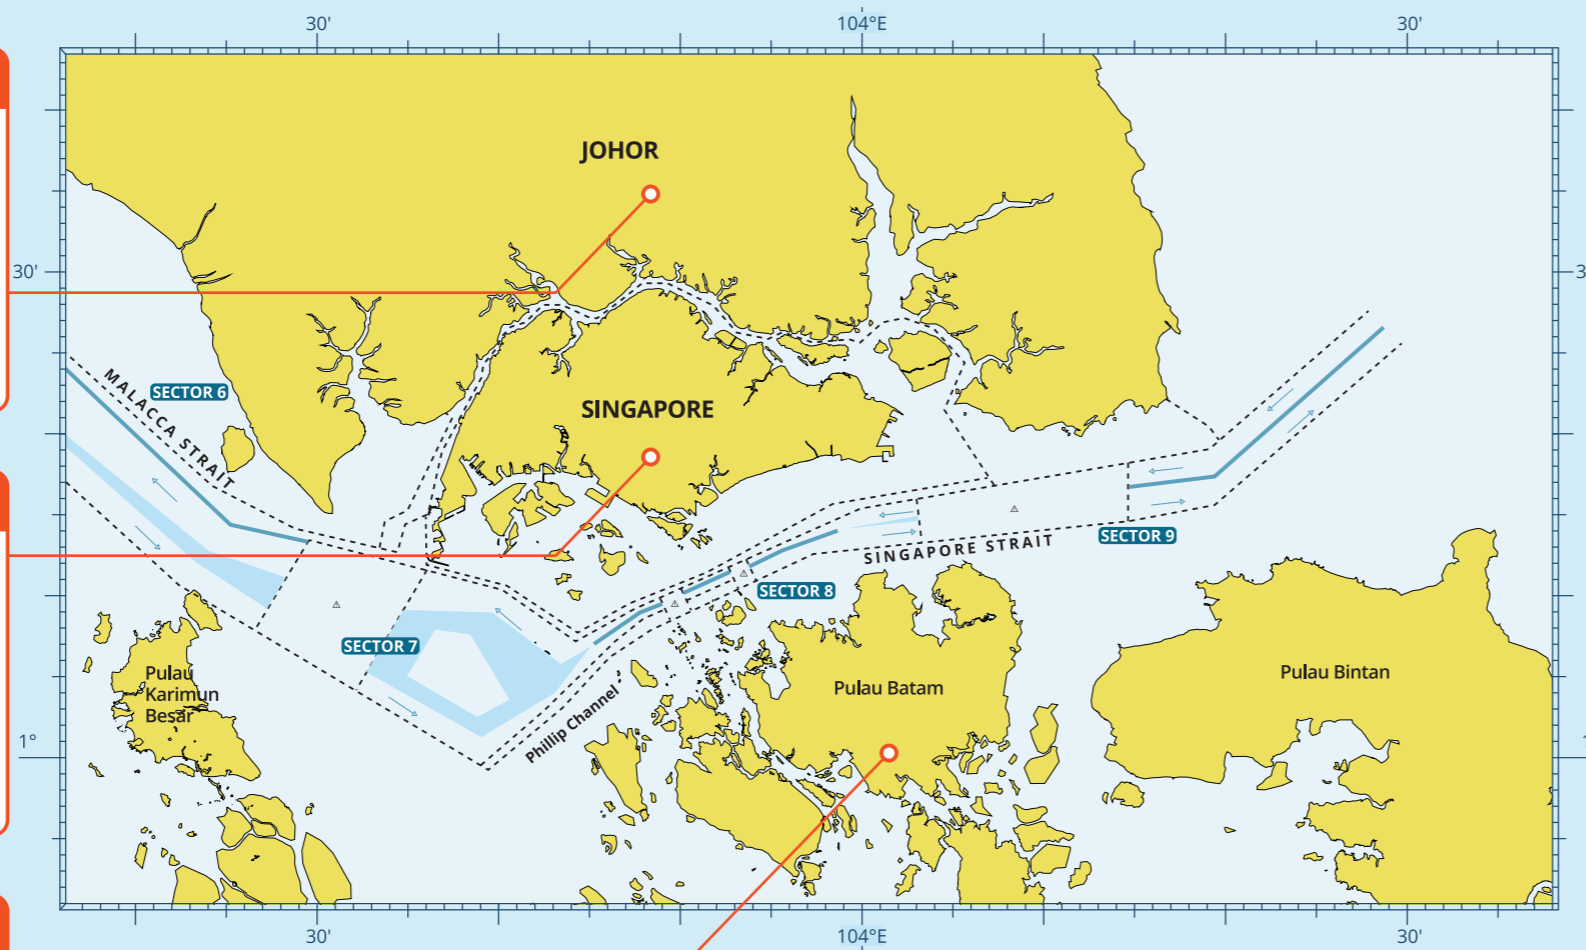 30'
104°E
30'
JOHOR
30'
3
MALACCA STRAIT
SECTOR 6
SINGAPORE
SECTOR 9
SINGAPORE STRAIT
SECTOR 8
SECTOR 7
Pulau
Karimun
Besar
Pulau Batam
Pulau Bintan
Phillip Channel
1°
30'
104°E
30'